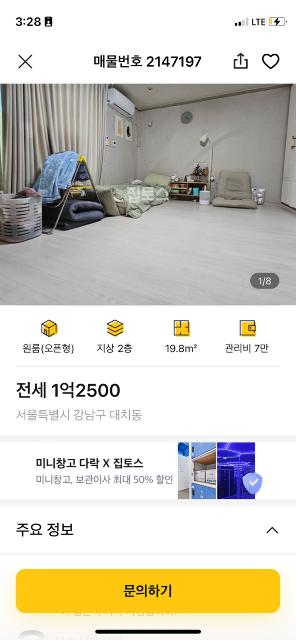 3:28
LTE
매물번호 2147197
집토스
1/8
원룸(오픈형)
지상 2층
19.8m²
관리비 7만
전세 1억2500
서울특별시 강남구 대치동
미니창고 다락 X 집토스
미니창고, 보관이사 최대 50% 할인
주요 정보
문의하기